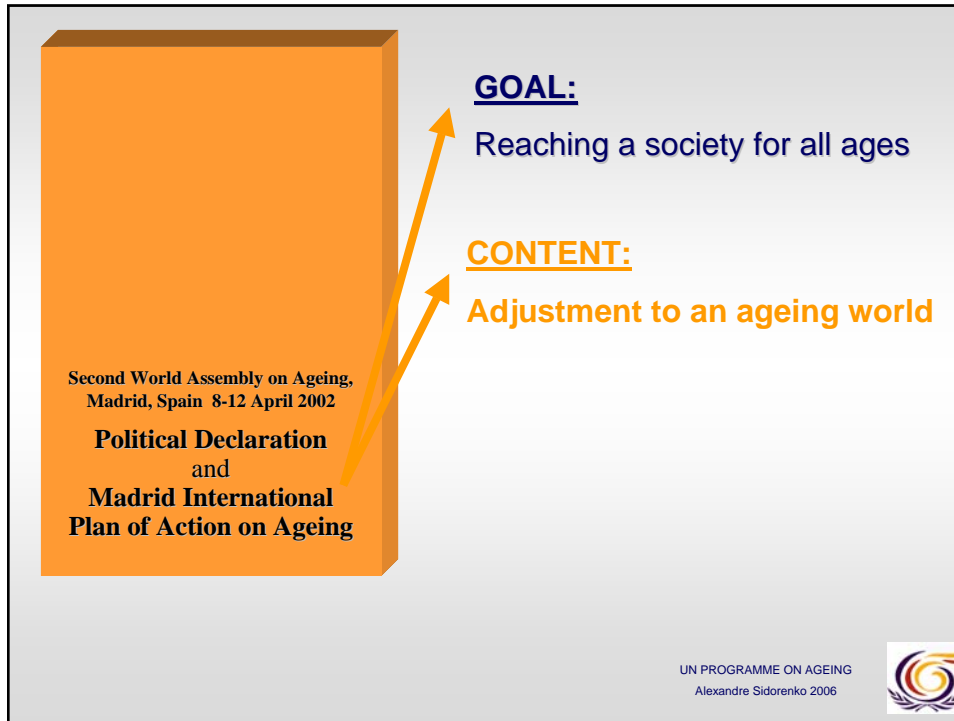 GOAL:
Reaching a society for all ages
CONTENT:
Adjustment to an ageing world
Second World Assembly on Ageing,
Madrid, Spain 8-12 April 2002
Political Declaration
and
Madrid International
Plan of Action on Ageing
UN PROGRAMME ON AGEING
Alexandre Sidorenko 2006